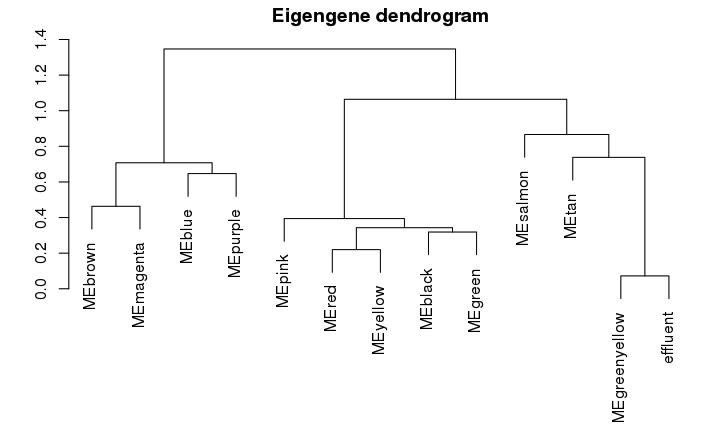 Eigengene dendrogram
1.4
1.2
1.0
0.8
0.6
0.4
0.2
0.0
MEbrown
MEmagenta
MEblue
MEpurple
MEpink
MEred
MEyellow
MEblack
MEgreen
MEsalmon
MEtan
MEgreenyellow
effluent